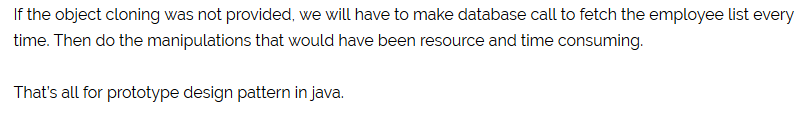 If the object cloning was not provided, we will have to make database call to fetch the employee list every
time. Then do the manipulations that would have been resource and time consuming.
That's all for prototype design pattern in java.